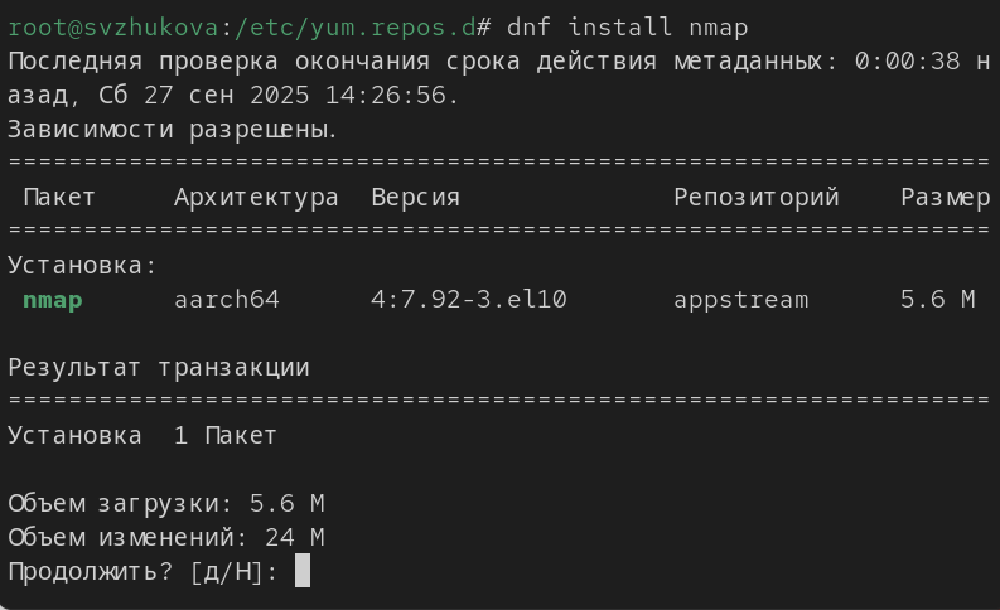 root@svzhukova:/etc/yum.repos.d# dnf install nmap
Последняя проверка окончания срока действия метаданных: 0:00:38 н
азад, Сб 27 сен 2025 14:26:56.
Зависимости разрешены.
=================================================================
 Пакет     Архитектура  Версия              Репозиторий    Размер
=================================================================
Установка:
 nmap      aarch64      4:7.92-3.el10       appstream      5.6 M

Результат транзакции
=================================================================
Установка  1 Пакет

Объем загрузки: 5.6 M
Объем изменений: 24 M
Продолжить? [д/Н]: